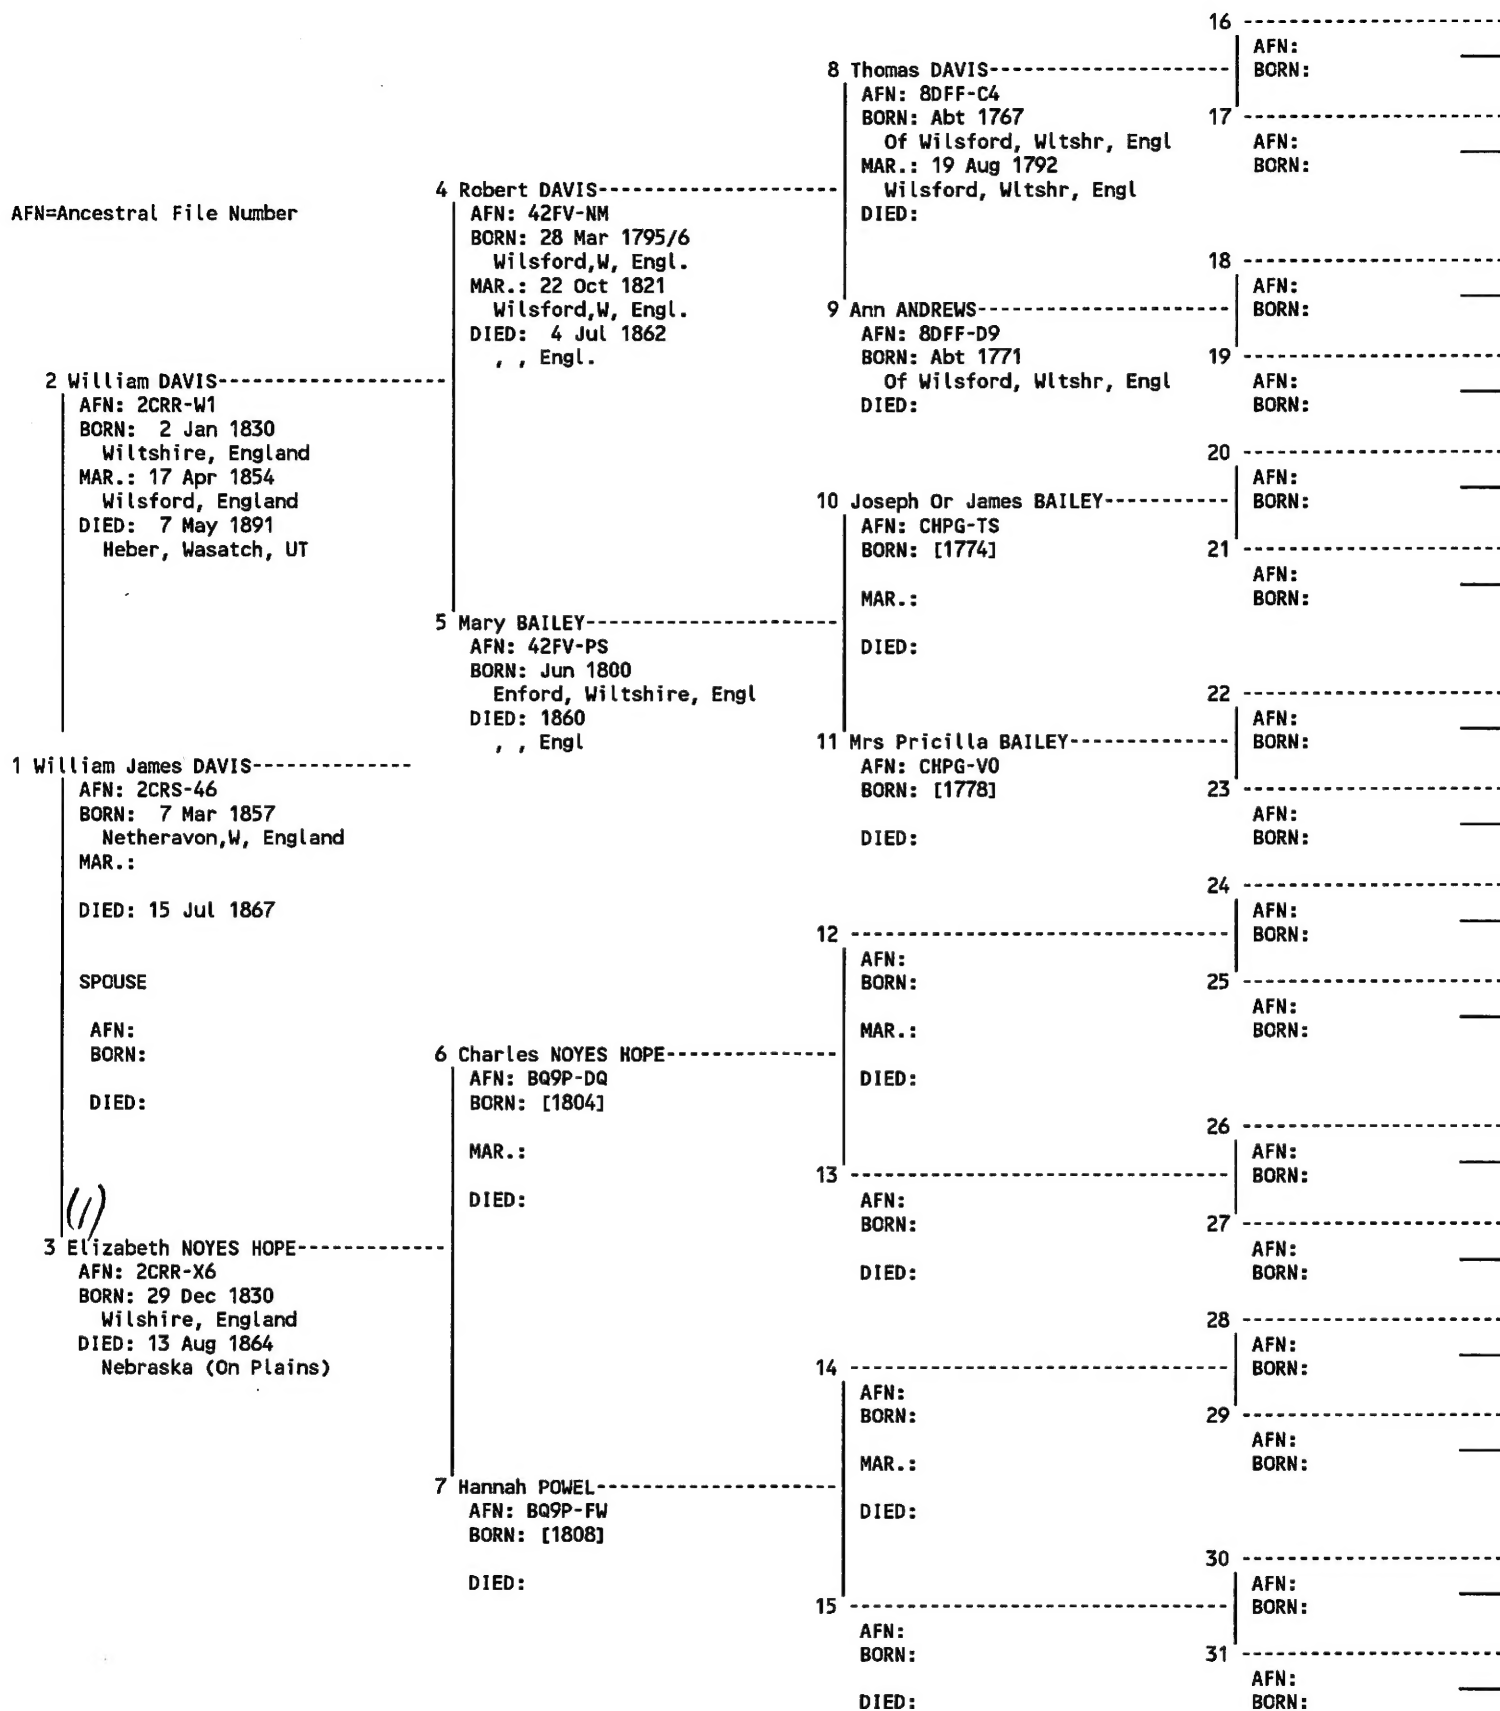 AFN=Ancestral File Number
1 William James DAVIS--------------
AFN: 2CRS-46
BORN: 7 Mar 1857
Netheravon,W, England
MAR.:
DIED: 15 Jul 1867
SPOUSE
AFN:
BORN:
DIED:
2 William DAVIS--------------------
AFN: 2CRR-W1
BORN: 2 Jan 1830
Wiltshire, England
MAR.: 17 Apr 1854
Wilsford, England
DIED: 7 May 1891
Heber, Wasatch, UT
(1)
3 Elizabeth NOYES HOPE-------------
AFN: 2CRR-X6
BORN: 29 Dec 1830
Wilshire, England
DIED: 13 Aug 1864
Nebraska (On Plains)
4 Robert DAVIS---------------------
AFN: 42FV-NM
BORN: 28 Mar 1795/6
Wilsford,W, Engl.
MAR.: 22 Oct 1821
Wilsford,W, Engl.
DIED: 4 Jul 1862
, , Engl.
5 Mary BAILEY----------------------
AFN: 42FV-PS
BORN: Jun 1800
Enford, Wiltshire, Engl
DIED: 1860
, , Engl
6 Charles NOYES HOPE---------------
AFN: BQ9P-DQ
BORN: [1804]
MAR.:
DIED:
7 Hannah POWEL---------------------
AFN: BQ9P-FW
BORN: [1808]
DIED:
8 Thomas DAVIS---------------------
AFN: 8DFF-C4
BORN: Abt 1767
Of Wilsford, Wltshr, Engl
MAR.: 19 Aug 1792
Wilsford, Wltshr, Engl
DIED:
9 Ann ANDREWS----------------------
AFN: 8DFF-D9
BORN: Abt 1771
Of Wilsford, Wltshr, Engl
DIED:
10 Joseph Or James BAILEY-----------
AFN: CHPG-TS
BORN: [1774]
MAR.:
DIED:
11 Mrs Pricilla BAILEY--------------
AFN: CHPG-V0
BORN: [1778]
DIED:
12 ----------------------------------
AFN:
BORN:
MAR.:
DIED:
13 ----------------------------------
AFN:
BORN:
DIED:
14 ----------------------------------
AFN:
BORN:
MAR.:
DIED:
15 ----------------------------------
AFN:
BORN:
DIED:
16 -----------------------
AFN:
BORN:
17 -----------------------
AFN:
BORN:
18 -----------------------
AFN:
BORN:
19 -----------------------
AFN:
BORN:
20 -----------------------
AFN:
BORN:
21 -----------------------
AFN:
BORN:
22 -----------------------
AFN:
BORN:
23 -----------------------
AFN:
BORN:
24 -----------------------
AFN:
BORN:
25 -----------------------
AFN:
BORN:
26 -----------------------
AFN:
BORN:
27 -----------------------
AFN:
BORN:
28 -----------------------
AFN:
BORN:
29 -----------------------
AFN:
BORN:
30 -----------------------
AFN:
BORN:
31 -----------------------
AFN:
BORN: